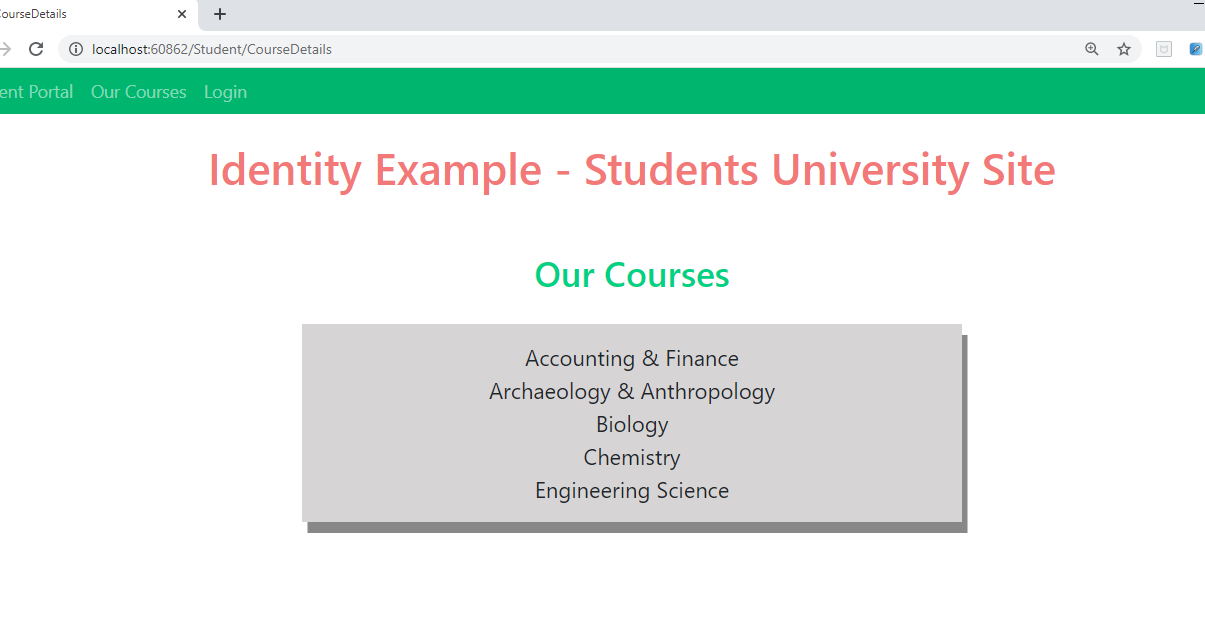 ourseDetails
localhost:60862/Student/CourseDetails
ent Portal Our Courses Login
Identity Example - Students University Site
Our Courses
Accounting & Finance
Archaeology & Anthropology
Biology
Chemistry
Engineering Science